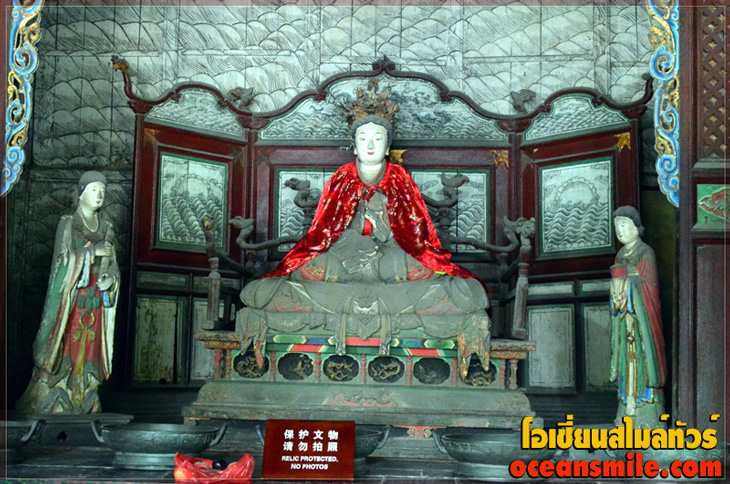 保护文物
请勿拍照
RELIC PROTECTED,
NO PHOTOS
โอเชี่ยนสไมล์ทัวร์
oceansmile.com